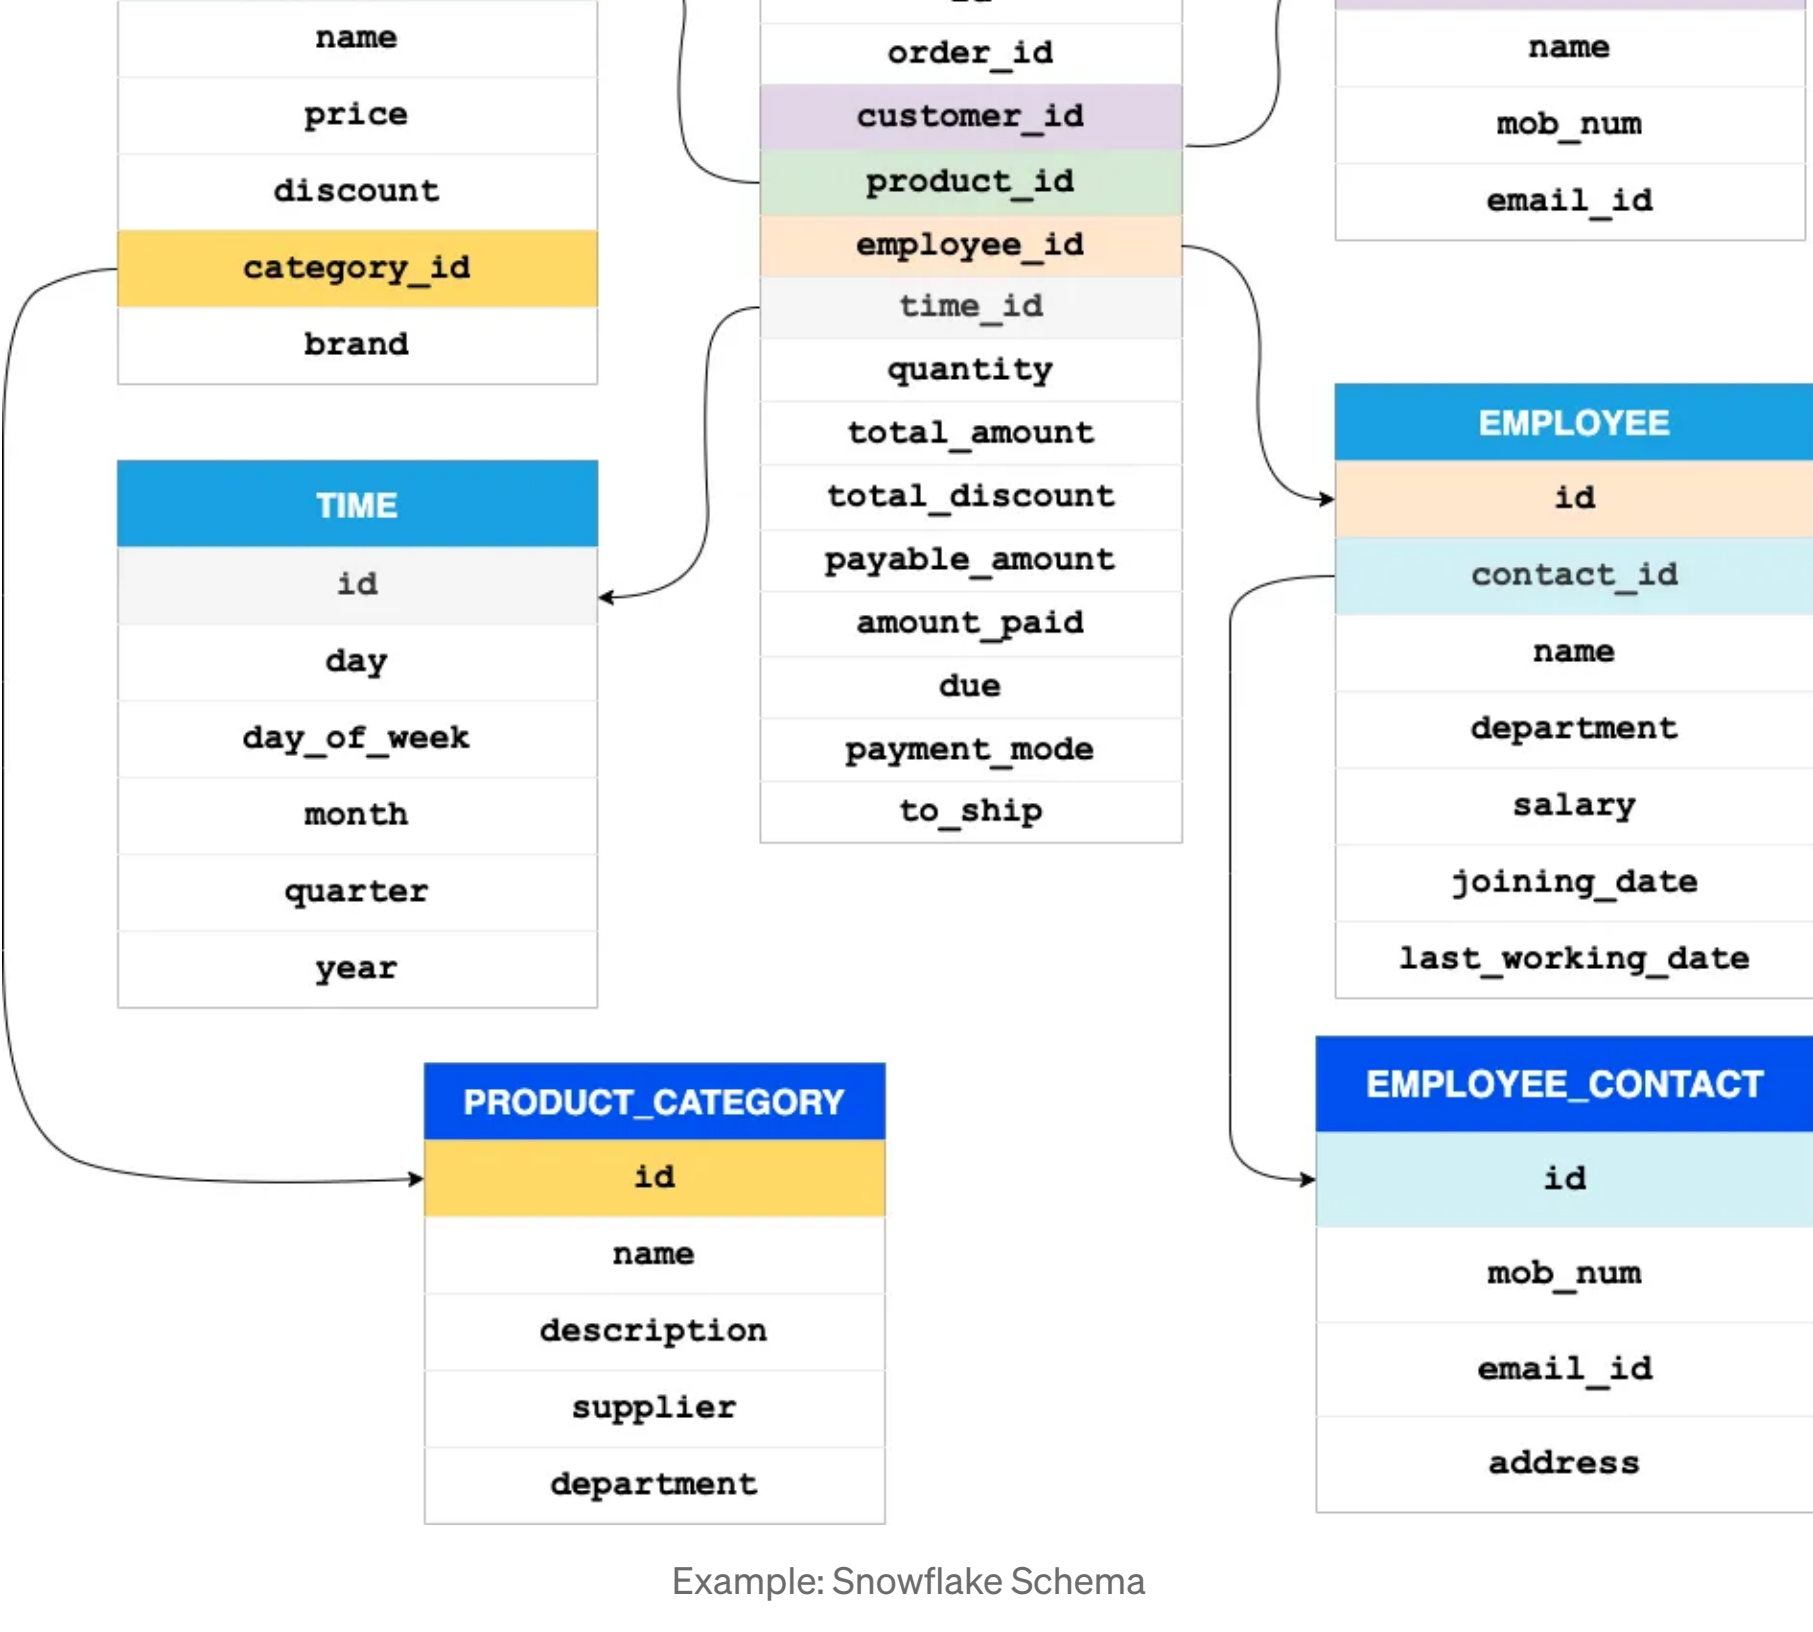 name
price
discount
category_id
brand
TIME
id
day
day_of_week
month
quarter
year
order_id
customer_id
product_id
employee_id
time_id
quantity
total_amount
total_discount
payable_amount
amount_paid
due
payment_mode
to_ship
name
mob_num
email_id
EMPLOYEE
id
contact_id
name
department
salary
joining_date
last_working_date
PRODUCT_CATEGORY
id
name
description
supplier
department
EMPLOYEE_CONTACT
id
mob_num
email_id
address
Example: Snowflake Schema